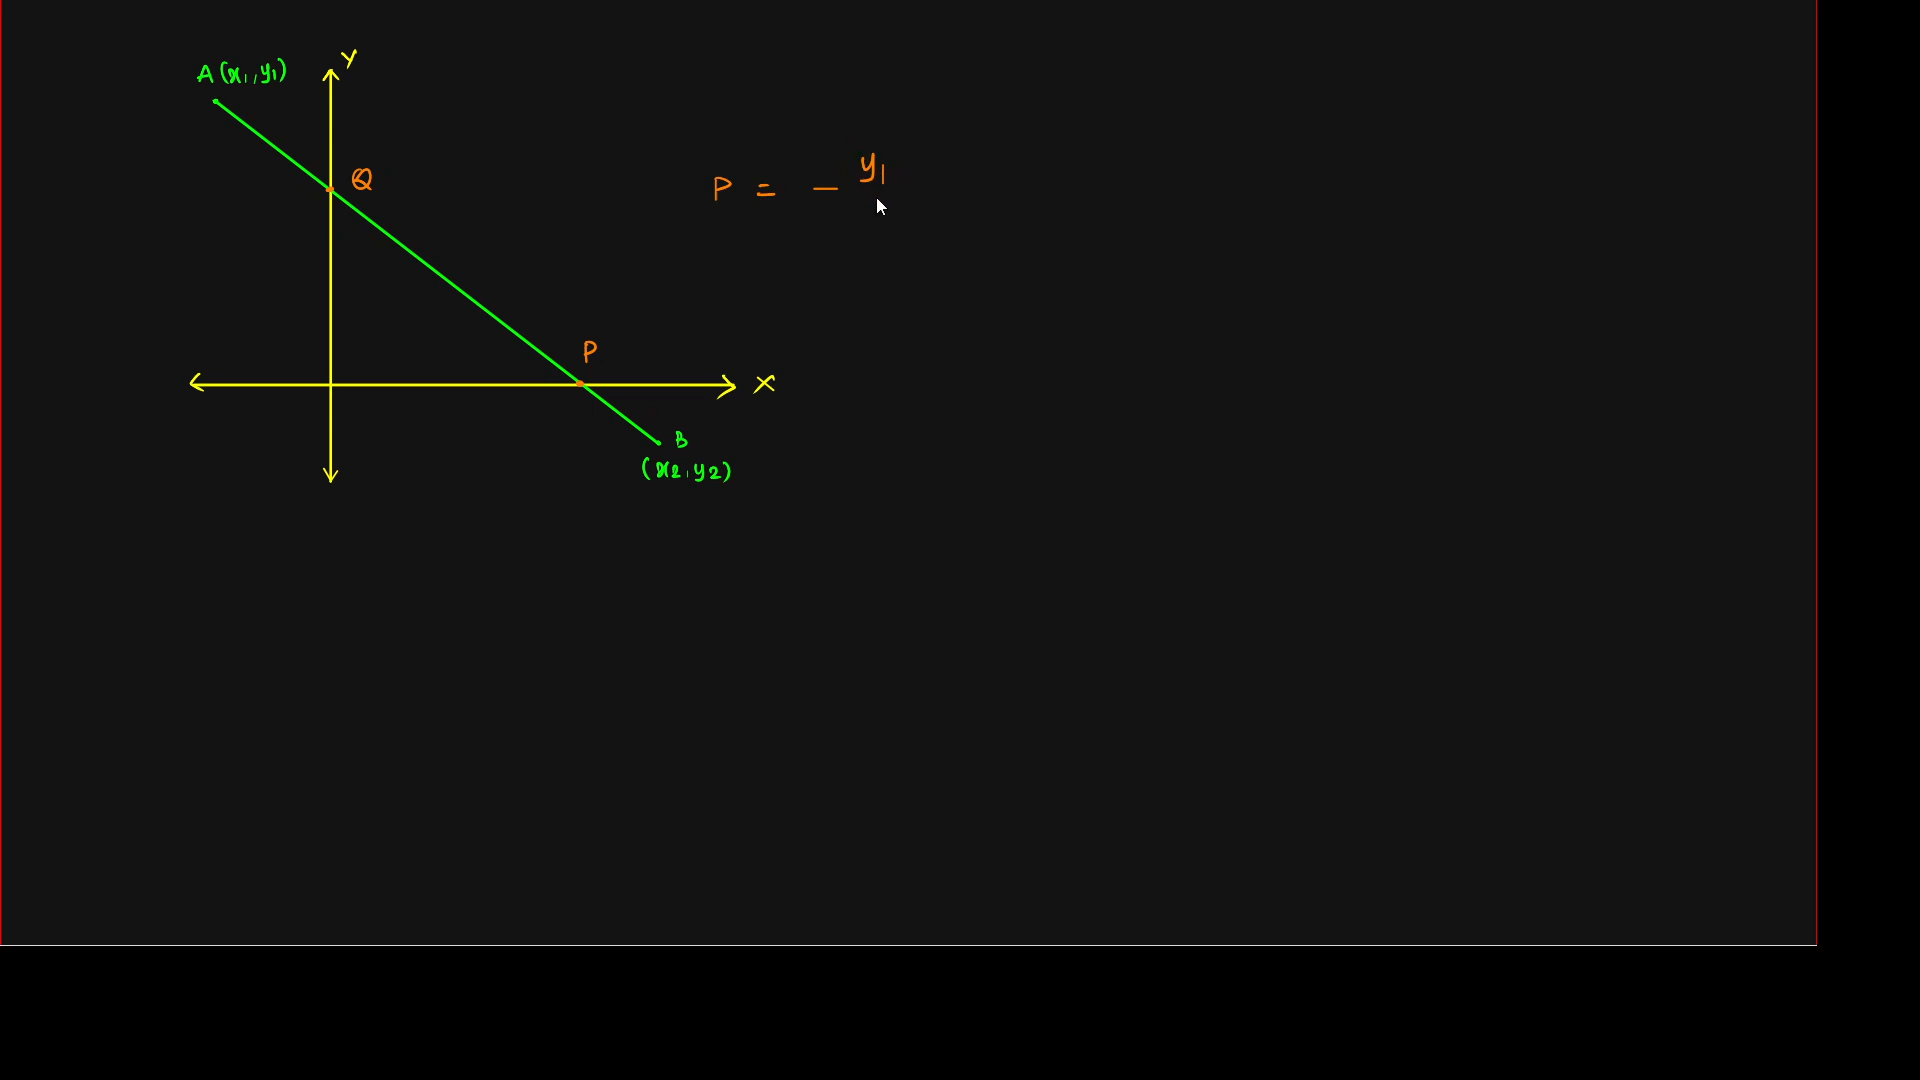 Y
A (x1, y1)
Q
P = - y1
P
X
B
(x2, y2)